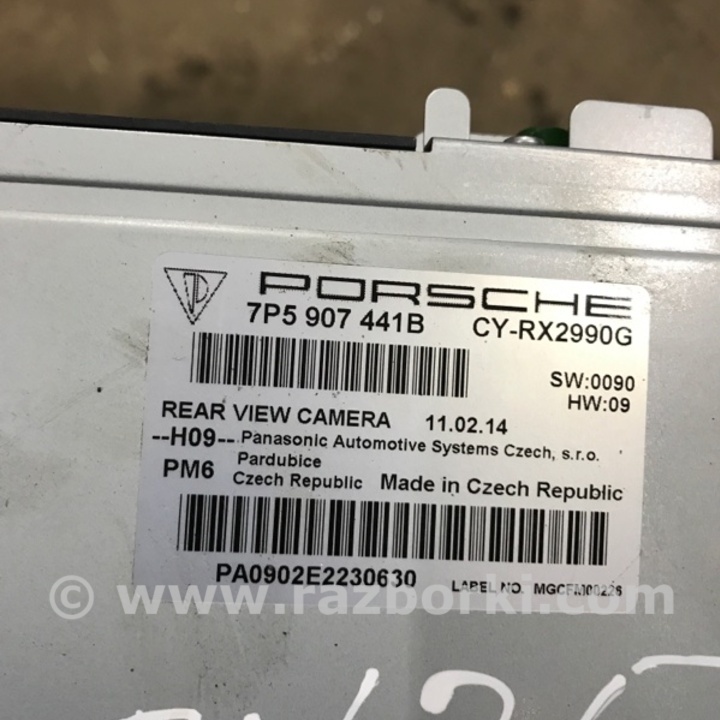 PORSCHE
7P5 907 441B CY-RX2990G
SW:0090
HW:09
REAR VIEW CAMERA 11.02.14
--H09-- Panasonic Automotive Systems Czech, s.r.o.
Pardubice
PM6 Czech Republic Made in Czech Republic
PA0902E2230630 LABEL NO. MGCFM00226
© www.razborki.com